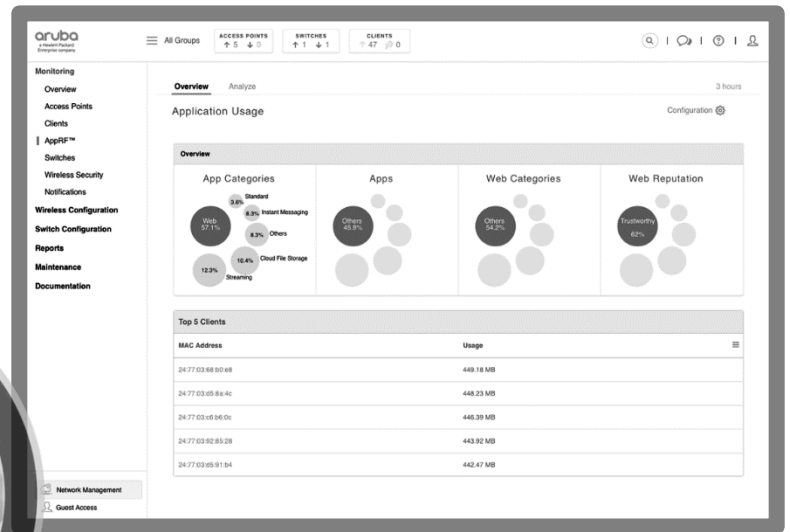 aruba
a Hewlett Packard
Enterprise company
All Groups
ACCESS POINTS
↑ 5 ↓ 0
SWITCHES
↑ 1 ↓ 1
CLIENTS
47 0
Monitoring
Overview
Access Points
Clients
AppRF™
Switches
Wireless Security
Notifications
Wireless Configuration
Switch Configuration
Reports
Maintenance
Documentation
Network Management
Guest Access
Overview Analyze 3 hours
Application Usage Configuration
Overview
App Categories
Web
57.1%
3.6%
Standard
8.3%
Instant Messaging
8.3%
Others
10.4%
Cloud File Storage
12.3%
Streaming
Apps
Others
45.9%
Web Categories
Others
54.2%
Web Reputation
Trustworthy
62%
Top 5 Clients
MAC Address Usage
24:77:03:68:b0:e8 449.18 MB
24:77:03:d5:8a:4c 448.23 MB
24:77:03:c6:b6:0c 446.39 MB
24:77:03:92:85:28 443.92 MB
24:77:03:d5:91:b4 442.47 MB